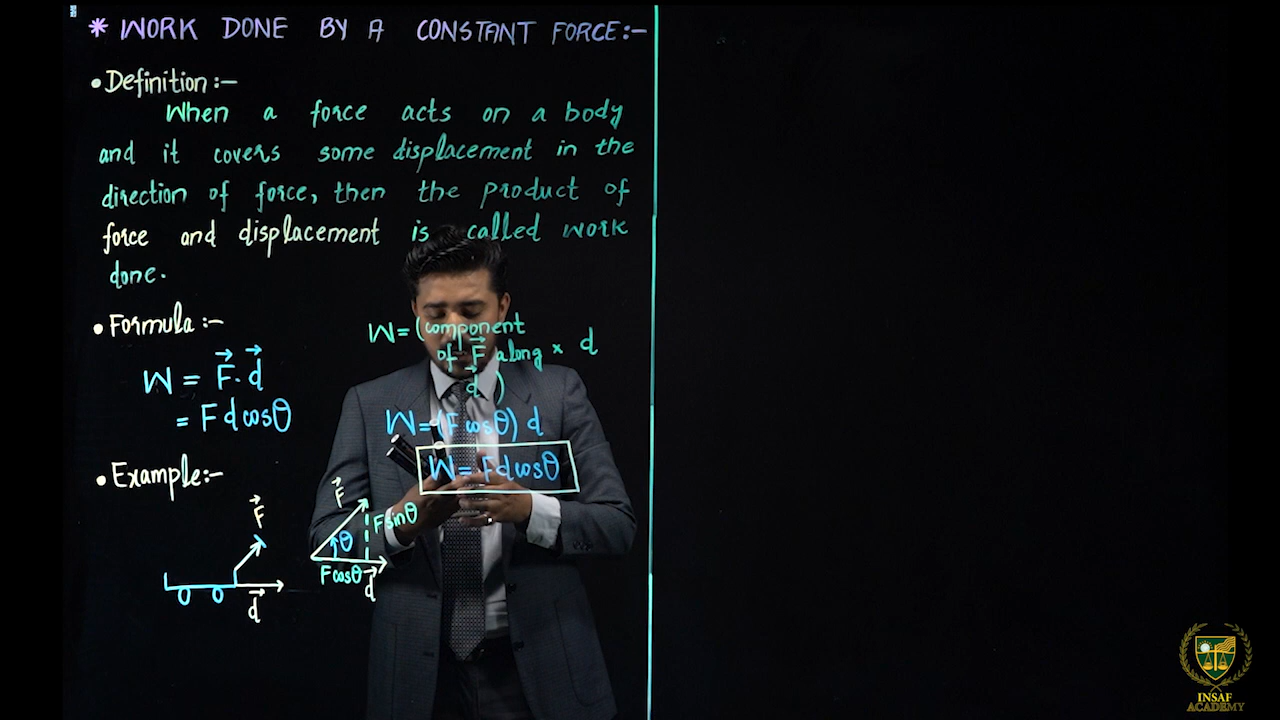 * WORK DONE BY A CONSTANT FORCE:-
• Definition:-
When a force acts on a body
and it covers some displacement in the
direction of force, then the product of
force and displacement is called work
done.
• Formula:-
W = F⃗. d⃗
= F d cosθ
W = (component
of F⃗ along × d
d⃗ )
W = (F cosθ) d
W = Fd cosθ
• Example:-
F⃗
d⃗
F⃗
F sinθ
θ
F cosθ
d⃗
INSAF
ACADEMY